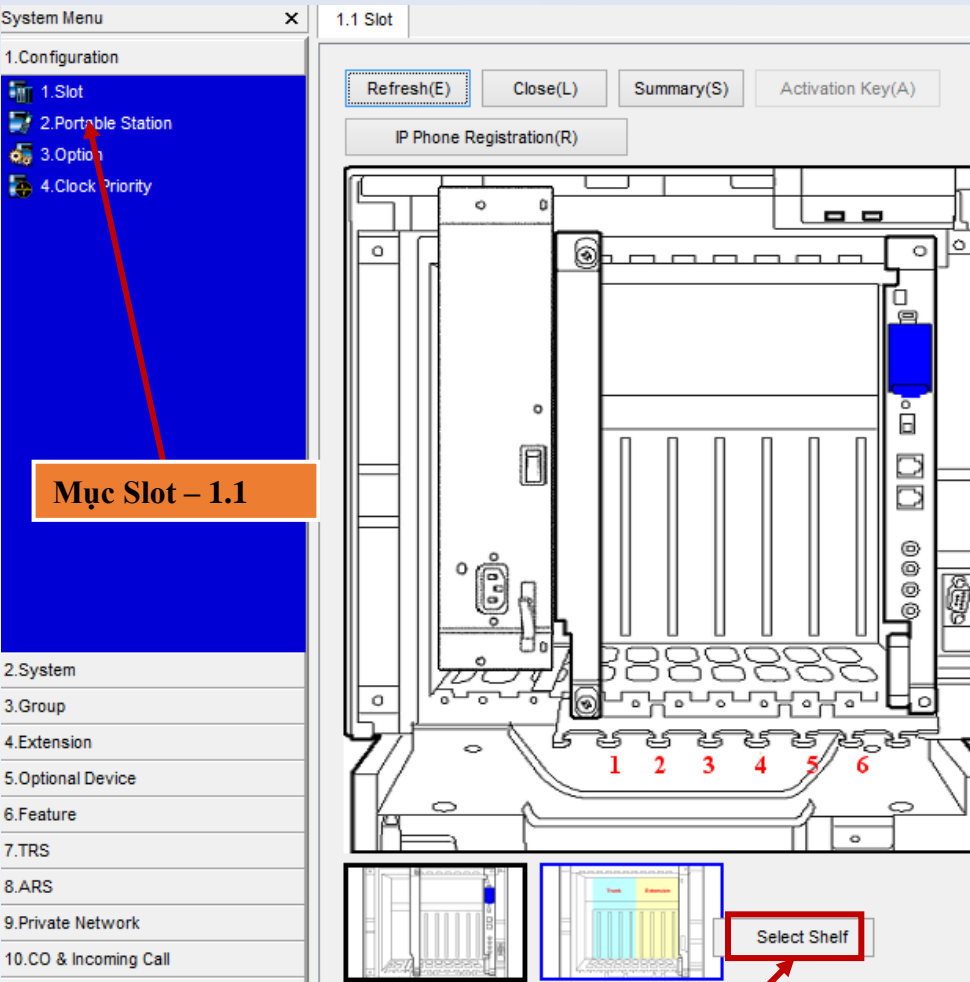 System Menu X
1.1 Slot
1.Configuration
1.Slot
2.Portable Station
3.Option
4.Clock Priority
Mục Slot – 1.1
2.System
3.Group
4.Extension
5.Optional Device
6.Feature
7.TRS
8.ARS
9.Private Network
10.CO & Incoming Call
Refresh(E) Close(L) Summary(S) Activation Key(A)
IP Phone Registration(R)
1 2 3 4 5 6
Trunk Extension
Select Shelf